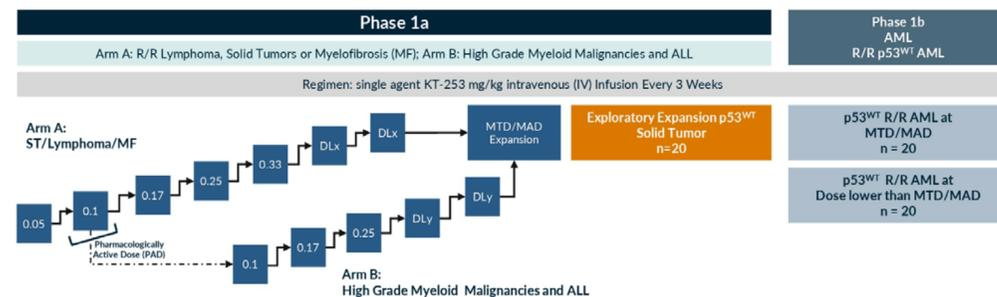 Phase 1a
Phase 1b
AML
R/R p53ᵂᵀ AML
Arm A: R/R Lymphoma, Solid Tumors or Myelofibrosis (MF); Arm B: High Grade Myeloid Malignancies and ALL
Regimen: single agent KT-253 mg/kg intravenous (IV) Infusion Every 3 Weeks
Arm A:
ST/Lymphoma/MF
0.05
0.1
0.17
0.25
0.33
DLx
DLx
MTD/MAD
Expansion
Exploratory Expansion p53ᵂᵀ
Solid Tumor
n=20
p53ᵂᵀ R/R AML at
MTD/MAD
n = 20
p53ᵂᵀ R/R AML at
Dose lower than MTD/MAD
n = 20
Pharmacologically
Active Dose (PAD)
0.1
0.17
0.25
DLy
DLy
Arm B:
High Grade Myeloid Malignancies and ALL